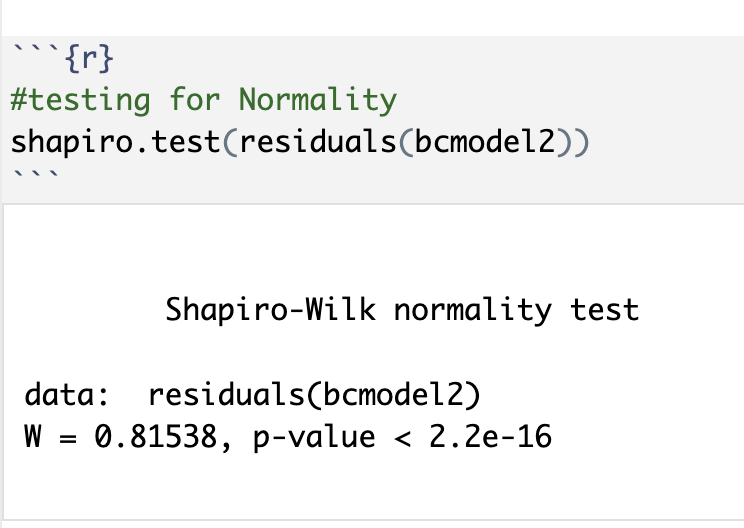 ```{r}
#testing for Normality
shapiro.test(residuals(bcmodel2))
```
Shapiro-Wilk normality test
data:  residuals(bcmodel2)
W = 0.81538, p-value < 2.2e-16